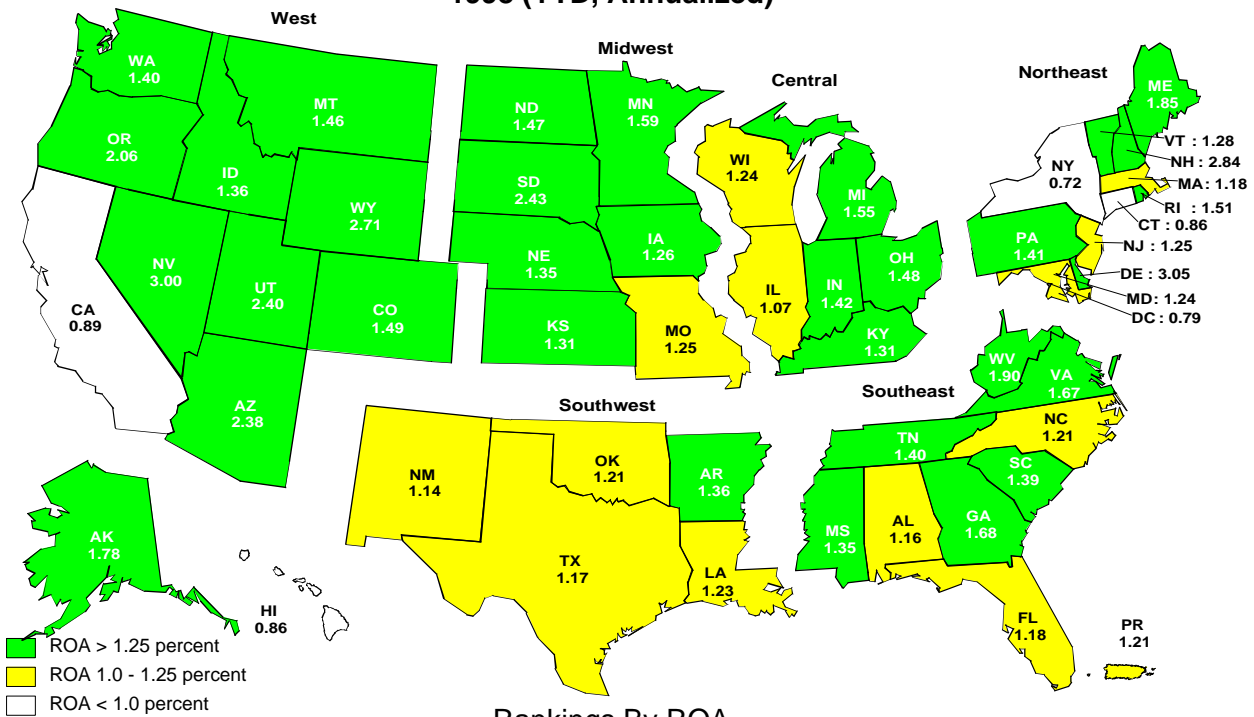 West
Midwest
Central
Northeast
WA
1.40
MT
1.46
OR
2.06
ID
1.36
WY
2.71
NV
3.00
UT
2.40
CO
1.49
CA
0.89
AZ
2.38
ND
1.47
MN
1.59
SD
2.43
IA
1.26
NE
1.35
KS
1.31
MO
1.25
WI
1.24
MI
1.55
IL
1.07
IN
1.42
OH
1.48
KY
1.31
ME
1.85
NY
0.72
VT : 1.28
NH : 2.84
MA : 1.18
RI : 1.51
CT : 0.86
NJ : 1.25
PA
1.41
DE : 3.05
MD : 1.24
DC : 0.79
Southwest
Southeast
WV
1.90
VA
1.67
NM
1.14
OK
1.21
AR
1.36
TX
1.17
LA
1.23
TN
1.40
NC
1.21
SC
1.39
MS
1.35
AL
1.16
GA
1.68
FL
1.18
PR
1.21
AK
1.78
HI
0.86
ROA > 1.25 percent
ROA 1.0 - 1.25 percent
ROA < 1.0 percent